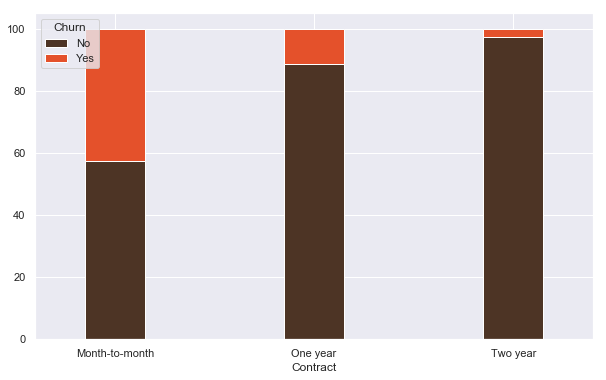 Churn
No
Yes
100
80
60
40
20
0
Month-to-month
One year
Two year
Contract